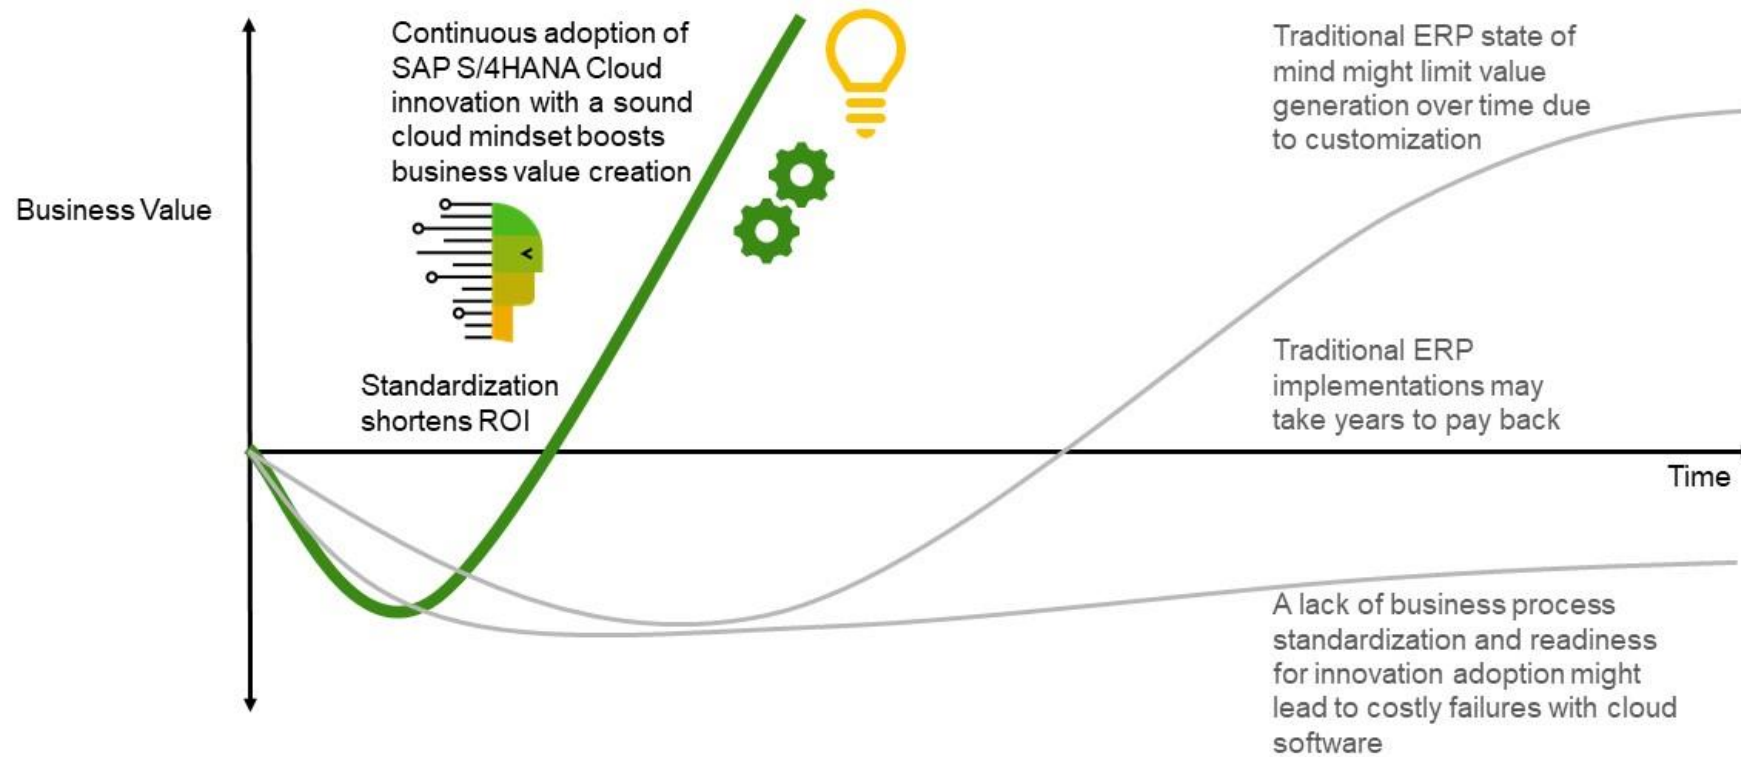 Continuous adoption of
SAP S/4HANA Cloud
innovation with a sound
cloud mindset boosts
business value creation
Traditional ERP state of
mind might limit value
generation over time due
to customization
Business Value
Standardization
shortens ROI
Traditional ERP
implementations may
take years to pay back
Time
A lack of business process
standardization and readiness
for innovation adoption might
lead to costly failures with cloud
software